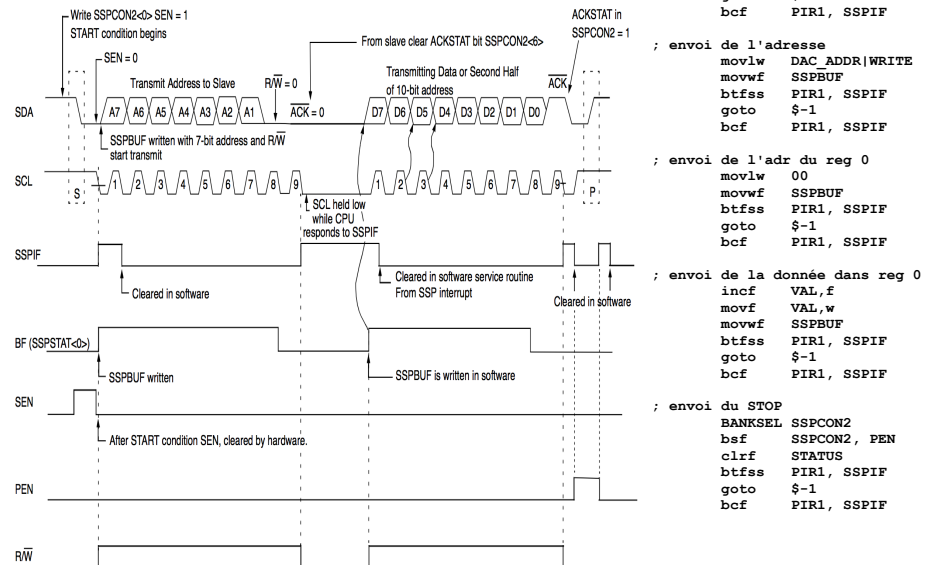 Write SSPCON2<0> SEN = 1
START condition begins
SEN = 0
Transmit Address to Slave
R/W = 0
From slave clear ACKSTAT bit SSPCON2<6>
Transmitting Data or Second Half
of 10-bit address
ACKSTAT in
SSPCON2 = 1
ACK
SDA
A7 A6 A5 A4 A3 A2 A1
ACK = 0
D7 D6 D5 D4 D3 D2 D1 D0
SSPBUF written with 7-bit address and R/W
start transmit
SCL
S
1 2 3 4 5 6 7 8 9
1 2 3 4 5 6 7 8 9
P
SCL held low
while CPU
responds to SSPIF
SSPIF
Cleared in software
Cleared in software service routine
From SSP interrupt
Cleared in software
BF (SSPSTAT<0>)
SSPBUF written
SSPBUF is written in software
SEN
After START condition SEN, cleared by hardware.
PEN
R/W
bcf PIR1, SSPIF
; envoi de l'adresse
movlw DAC_ADDR|WRITE
movwf SSPBUF
btfss PIR1, SSPIF
goto $-1
bcf PIR1, SSPIF
; envoi de l'adr du reg 0
movlw 00
movwf SSPBUF
btfss PIR1, SSPIF
goto $-1
bcf PIR1, SSPIF
; envoi de la donnée dans reg 0
incf VAL,f
movf VAL,w
movwf SSPBUF
btfss PIR1, SSPIF
goto $-1
bcf PIR1, SSPIF
; envoi du STOP
BANKSEL SSPCON2
bsf SSPCON2, PEN
clrf STATUS
btfss PIR1, SSPIF
goto $-1
bcf PIR1, SSPIF